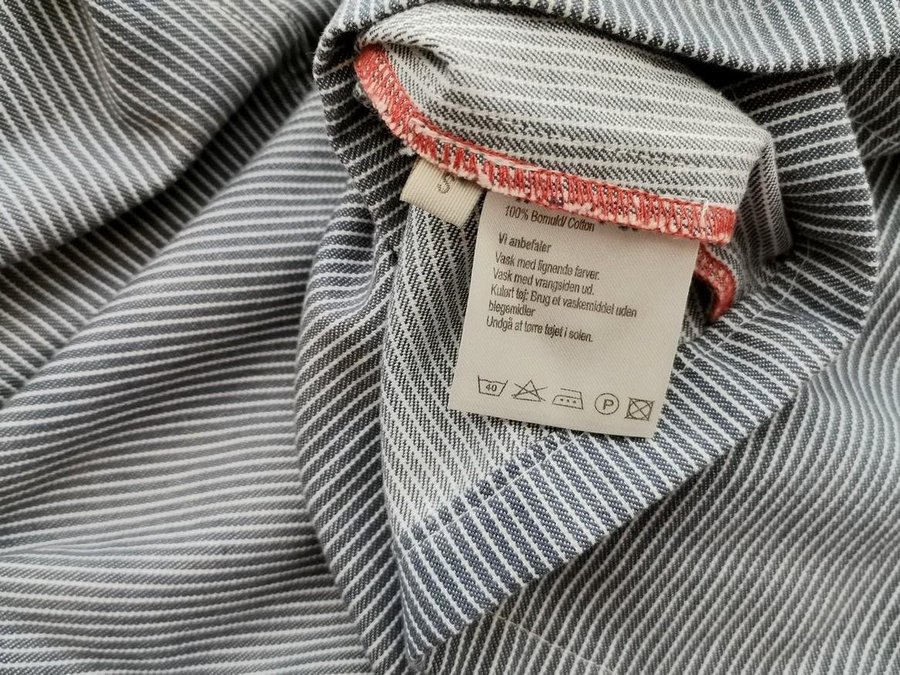 S
100% Bomuld/ Cotton
Vi anbefaler
Vask med lignende farver.
Vask med vrangsiden ud.
Kulørt tøj: Brug et vaskemiddel uden
blegemidler
Undgå at tørre tøjet i solen.
40 P